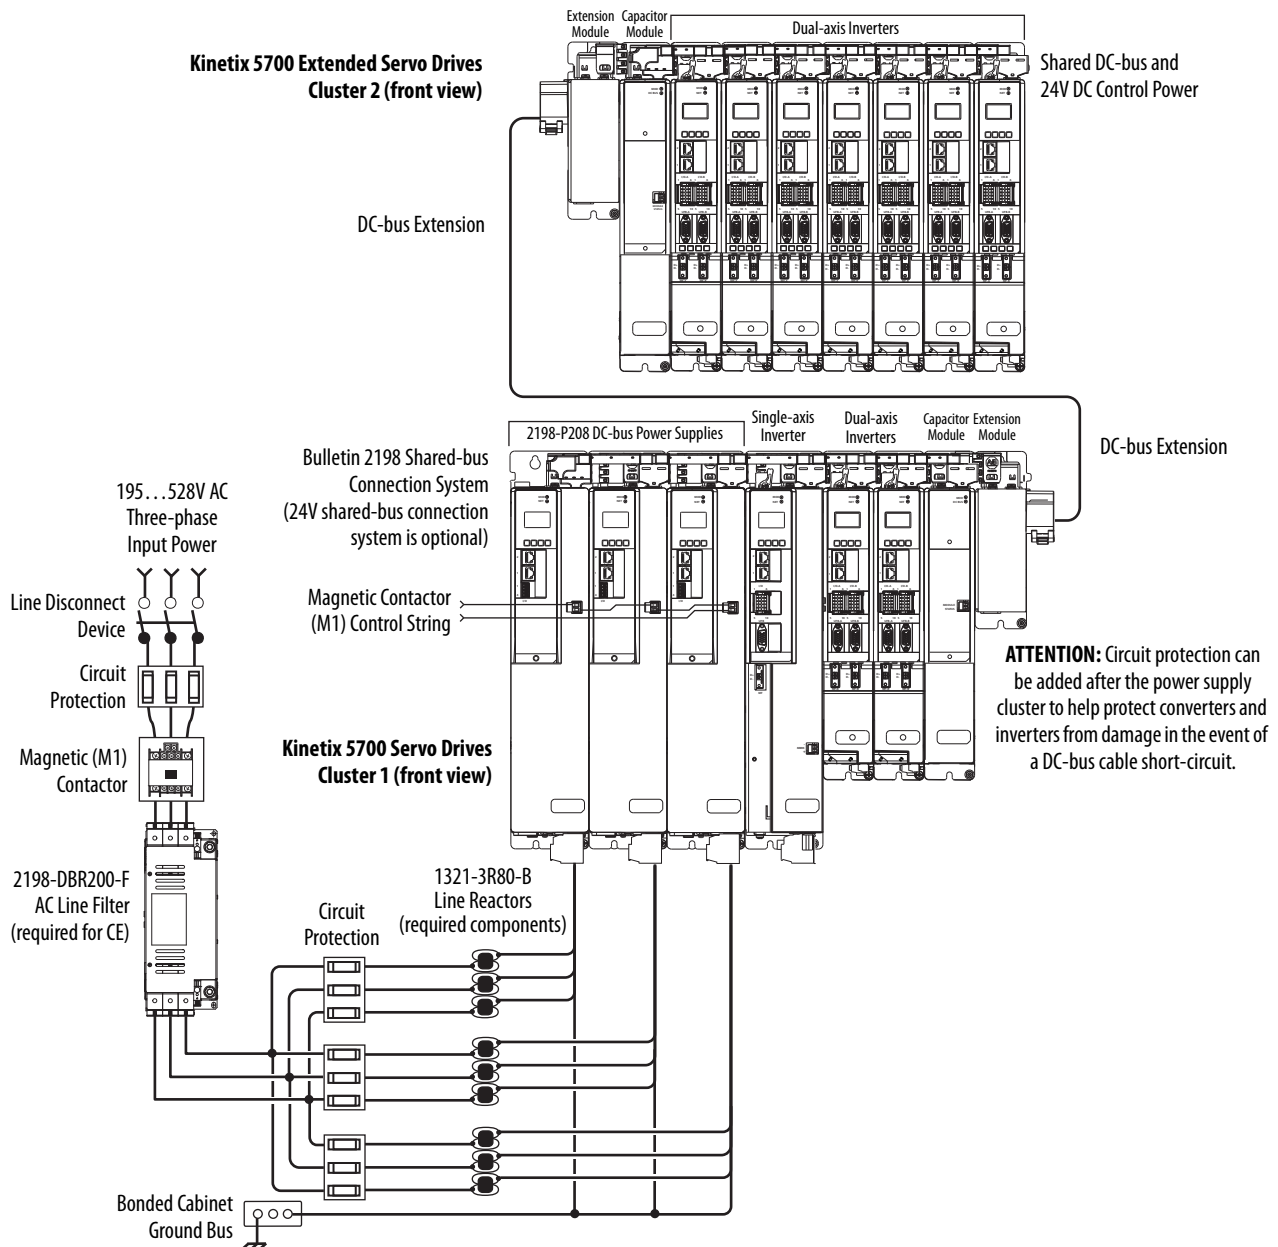 Extension
Module
Capacitor
Module
Dual-axis Inverters
Kinetix 5700 Extended Servo Drives
Cluster 2 (front view)
Shared DC-bus and
24V DC Control Power
DC-bus Extension
2198-P208 DC-bus Power Supplies
Single-axis
Inverter
Dual-axis
Inverters
Capacitor
Module
Extension
Module
DC-bus Extension
Bulletin 2198 Shared-bus
Connection System
(24V shared-bus connection
system is optional)
195…528V AC
Three-phase
Input Power
Line Disconnect
Device
Magnetic Contactor
(M1) Control String
Circuit
Protection
ATTENTION: Circuit protection can
be added after the power supply
cluster to help protect converters and
inverters from damage in the event of
a DC-bus cable short-circuit.
Magnetic (M1)
Contactor
Kinetix 5700 Servo Drives
Cluster 1 (front view)
2198-DBR200-F
AC Line Filter
(required for CE)
Circuit
Protection
1321-3R80-B
Line Reactors
(required components)
Bonded Cabinet
Ground Bus